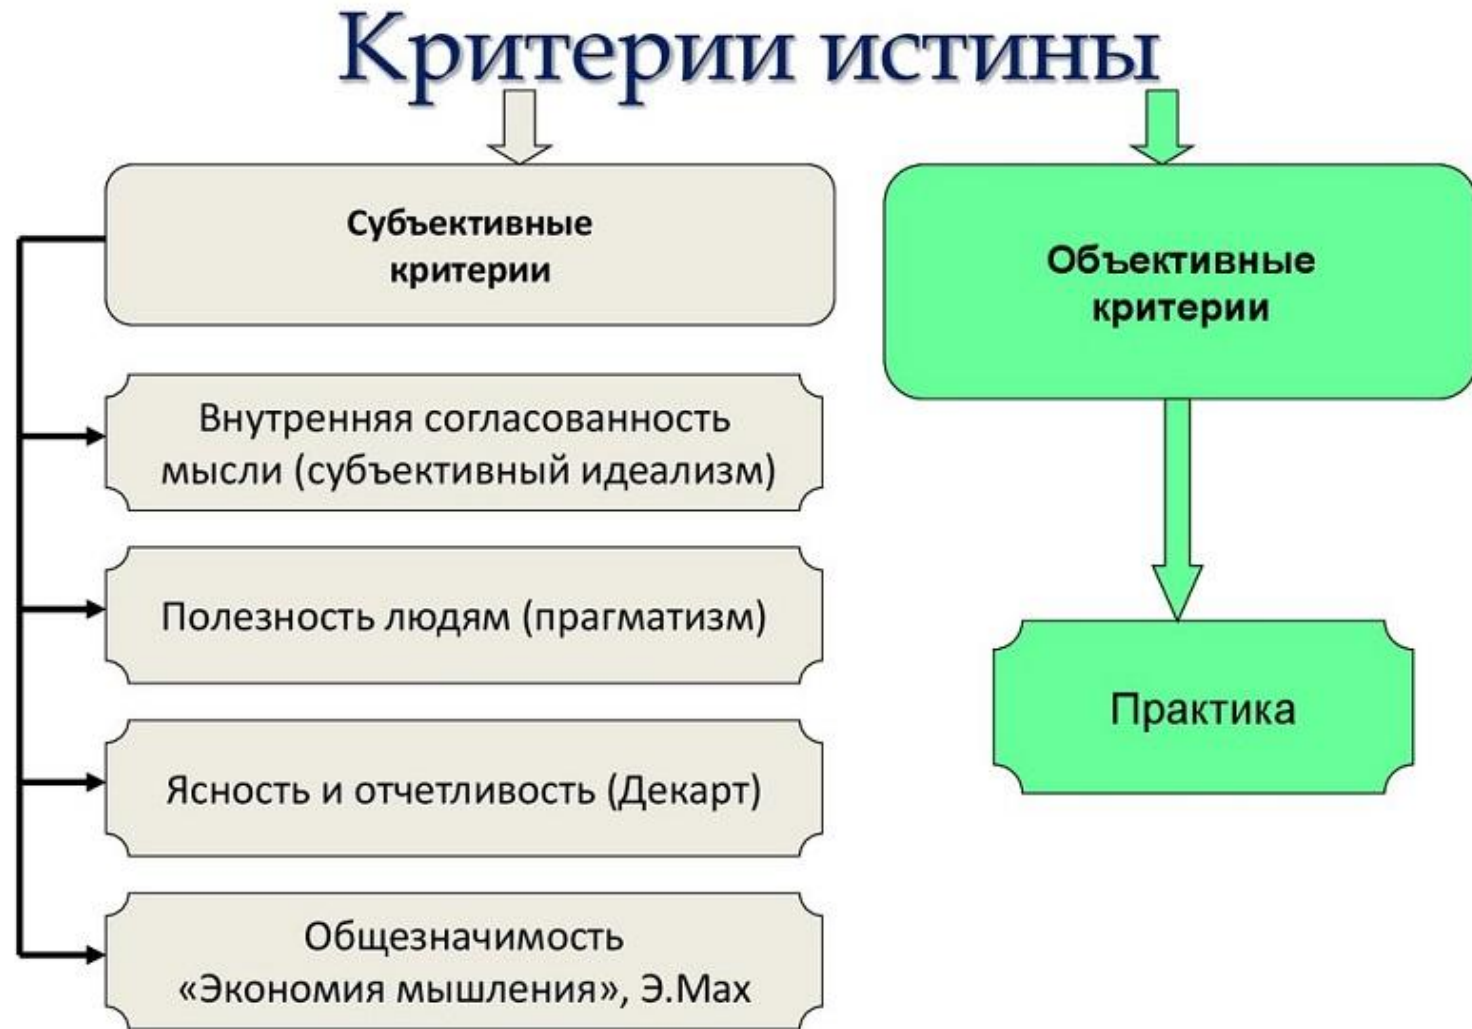 Критерии истины
Субъективные
критерии
Внутренняя согласованность
мысли (субъективный идеализм)
Полезность людям (прагматизм)
Ясность и отчетливость (Декарт)
Общезначимость
«Экономия мышления», Э.Мах
Объективные
критерии
Практика